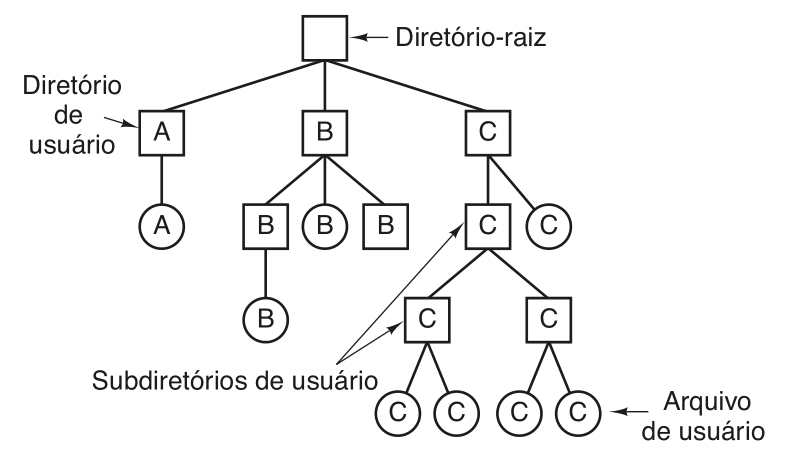 Diretório-raiz
Diretório
de
usuário
A
B
C
A
B
B
B
C
C
B
C
C
Subdiretórios de usuário
C
C
C
C
Arquivo
de usuário